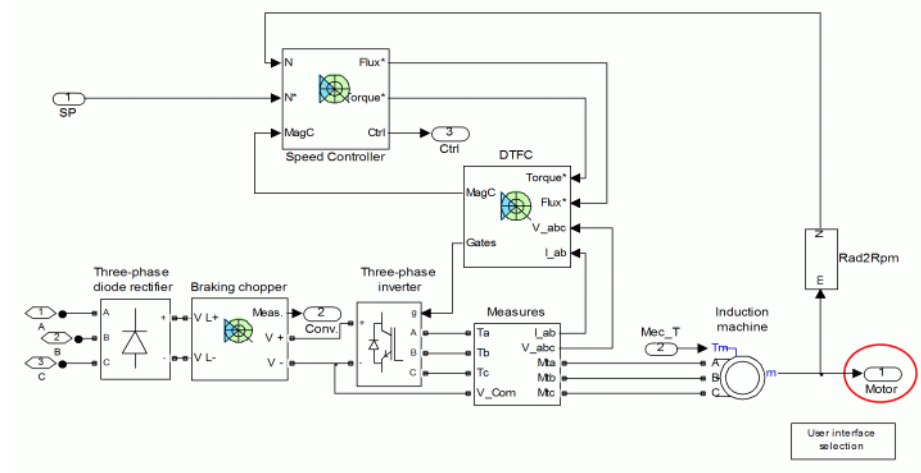 N
Flux*
N*
Torque*
1
SP
MagC
Ctrl
3
Ctrl
Speed Controller
DTFC
Torque*
MagC
Flux*
V_abc
Gates
I_ab
N
Rad2Rpm
E
Three-phase
diode rectifier
Braking chopper
Three-phase
inverter
Measures
Induction
machine
1
A
2
B
3
C
A
B
C
+
-
V L+
V L-
Meas.
V +
V -
2
Conv.
+
-
g
A
B
C
Ta
Tb
Tc
V_Com
I_ab
V_abc
Mta
Mtb
Mtc
Mec_T
2
Tm
A
B
C
m
1
Motor
User interface
selection